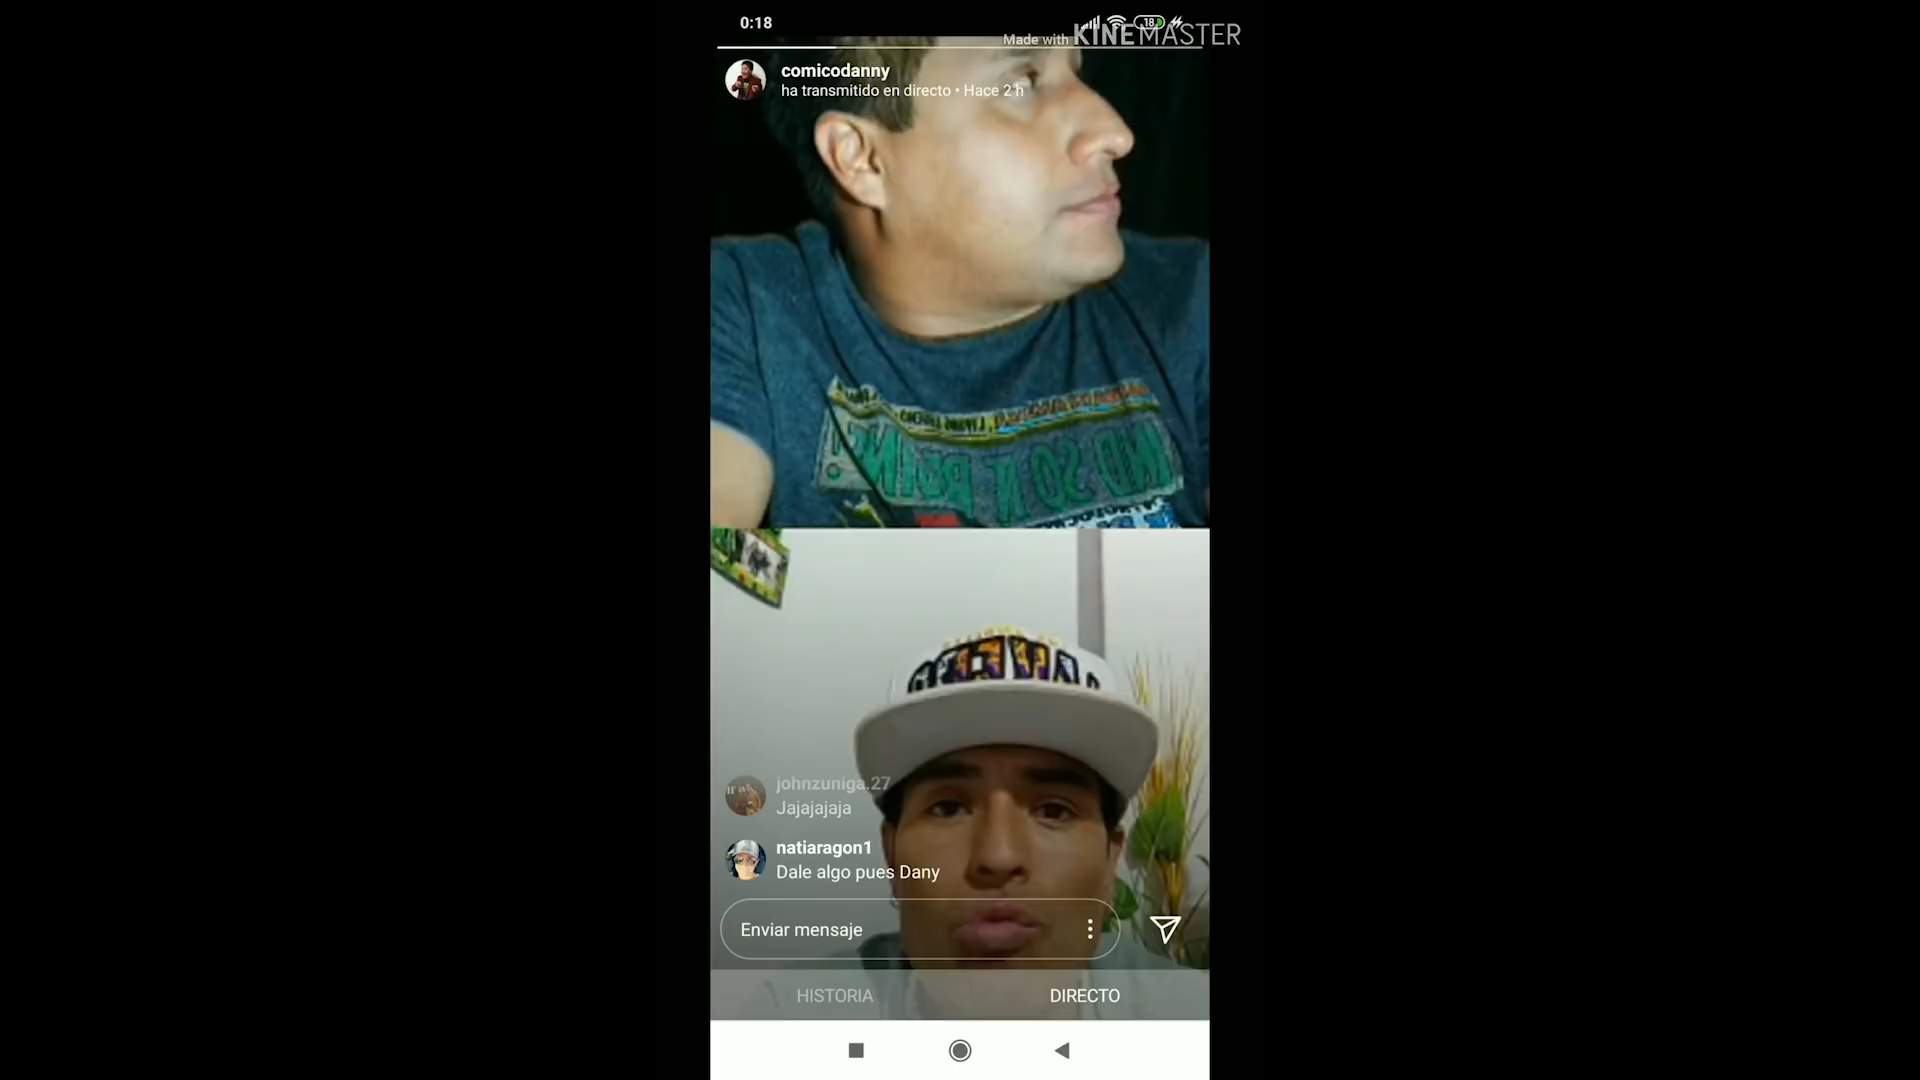 0:18
18
Made with KINEMASTER
comicodanny
ha transmitido en directo • Hace 2 h
johnzuniga.27
Jajajajaja
natiaragon1
Dale algo pues Dany
Enviar mensaje
HISTORIA
DIRECTO